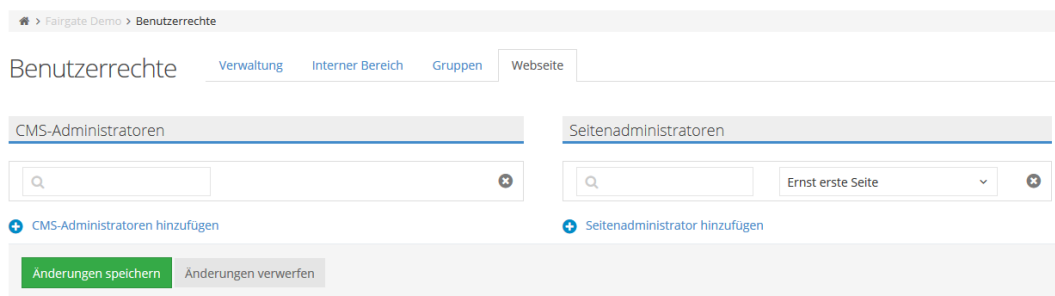 > Fairgate Demo > Benutzerrechte
Benutzerrechte Verwaltung Interner Bereich Gruppen Webseite
CMS-Administratoren Seitenadministratoren
Ernst erste Seite
CMS-Administratoren hinzufügen Seitenadministrator hinzufügen
Änderungen speichern Änderungen verwerfen